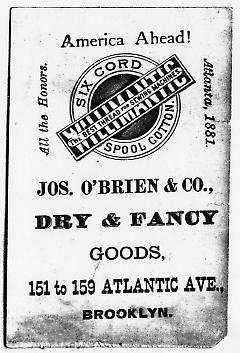 America Ahead!
All the Honors.
Atlanta, 1881.
SIX CORD
THE BEST THREAD FOR SEWING MACHINES.
SPOOL COTTON.
JOS. O'BRIEN & CO.,
DRY & FANCY
GOODS,
151 to 159 ATLANTIC AVE.,
BROOKLYN.